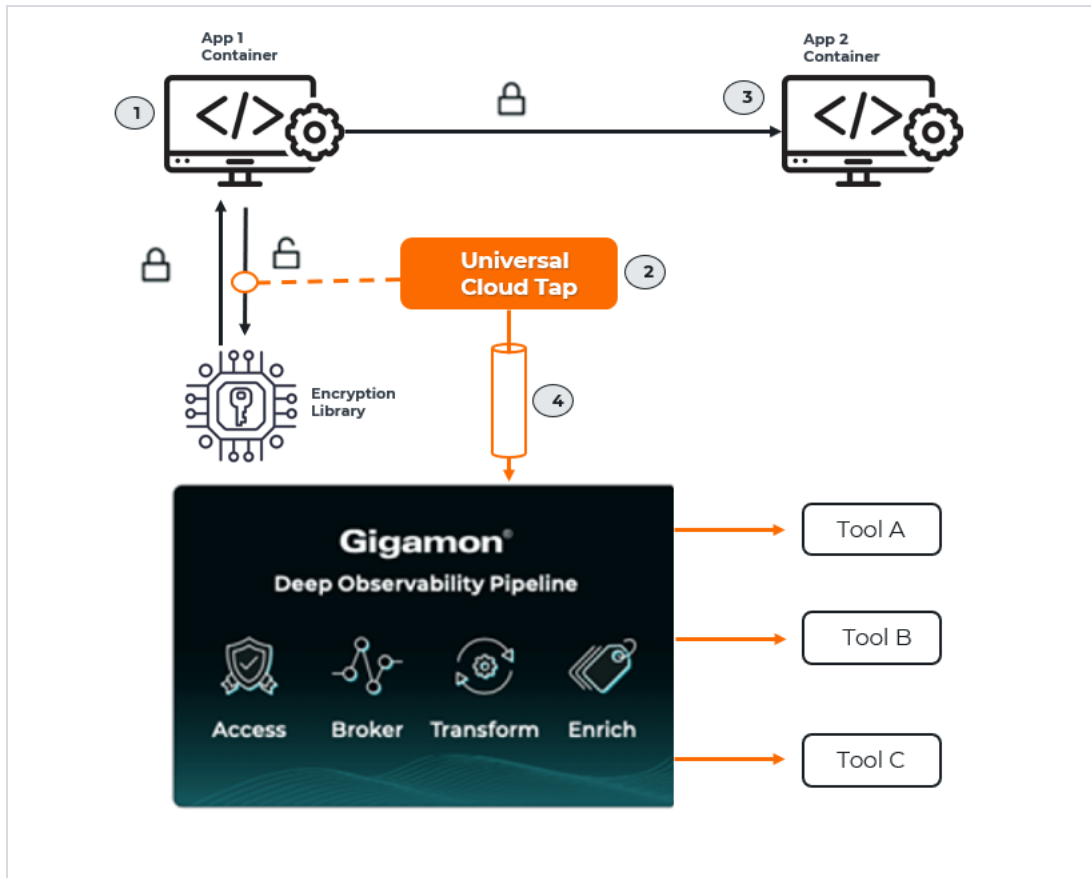 App 1
Container
App 2
Container
1
</>
3
</>
Universal
Cloud Tap
2
Encryption
Library
4
Gigamon®
Deep Observability Pipeline
Access
Broker
Transform
Enrich
Tool A
Tool B
Tool C